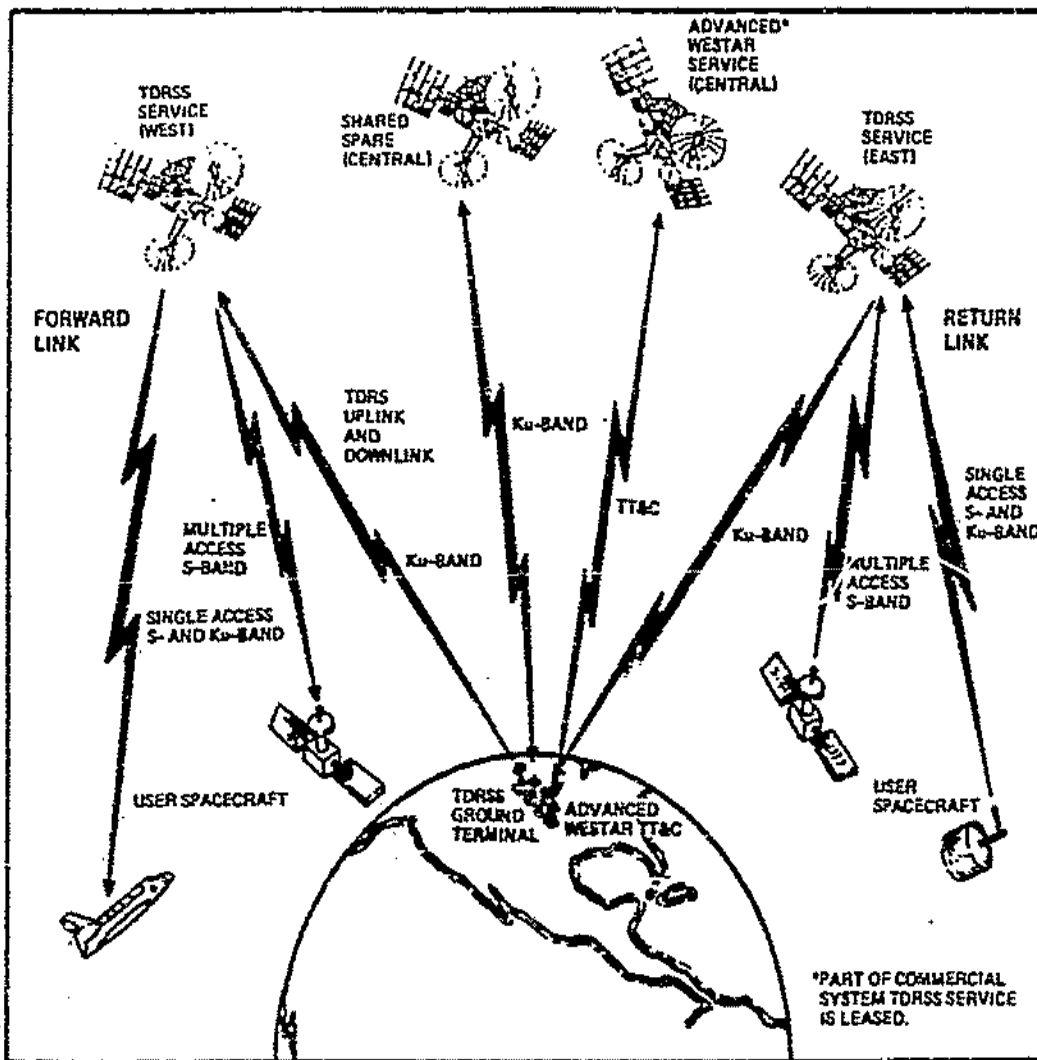 ADVANCED*
WESTAR
SERVICE
(CENTRAL)
TDRSS
SERVICE
(WEST)
SHARED
SPARE
(CENTRAL)
TDRSS
SERVICE
(EAST)
FORWARD
LINK
RETURN
LINK
TDRS
UPLINK
AND
DOWNLINK
Ku-BAND
TT&C
SINGLE
ACCESS
S- AND
Ku-BAND
MULTIPLE
ACCESS
S-BAND
Ku-BAND
Ku-BAND
MULTIPLE
ACCESS
S-BAND
SINGLE ACCESS
S- AND Ku-BAND
USER SPACECRAFT
TDRSS
GROUND
TERMINAL
ADVANCED
WESTAR TT&C
USER
SPACECRAFT
*PART OF COMMERCIAL
SYSTEM TDRSS SERVICE
IS LEASED.